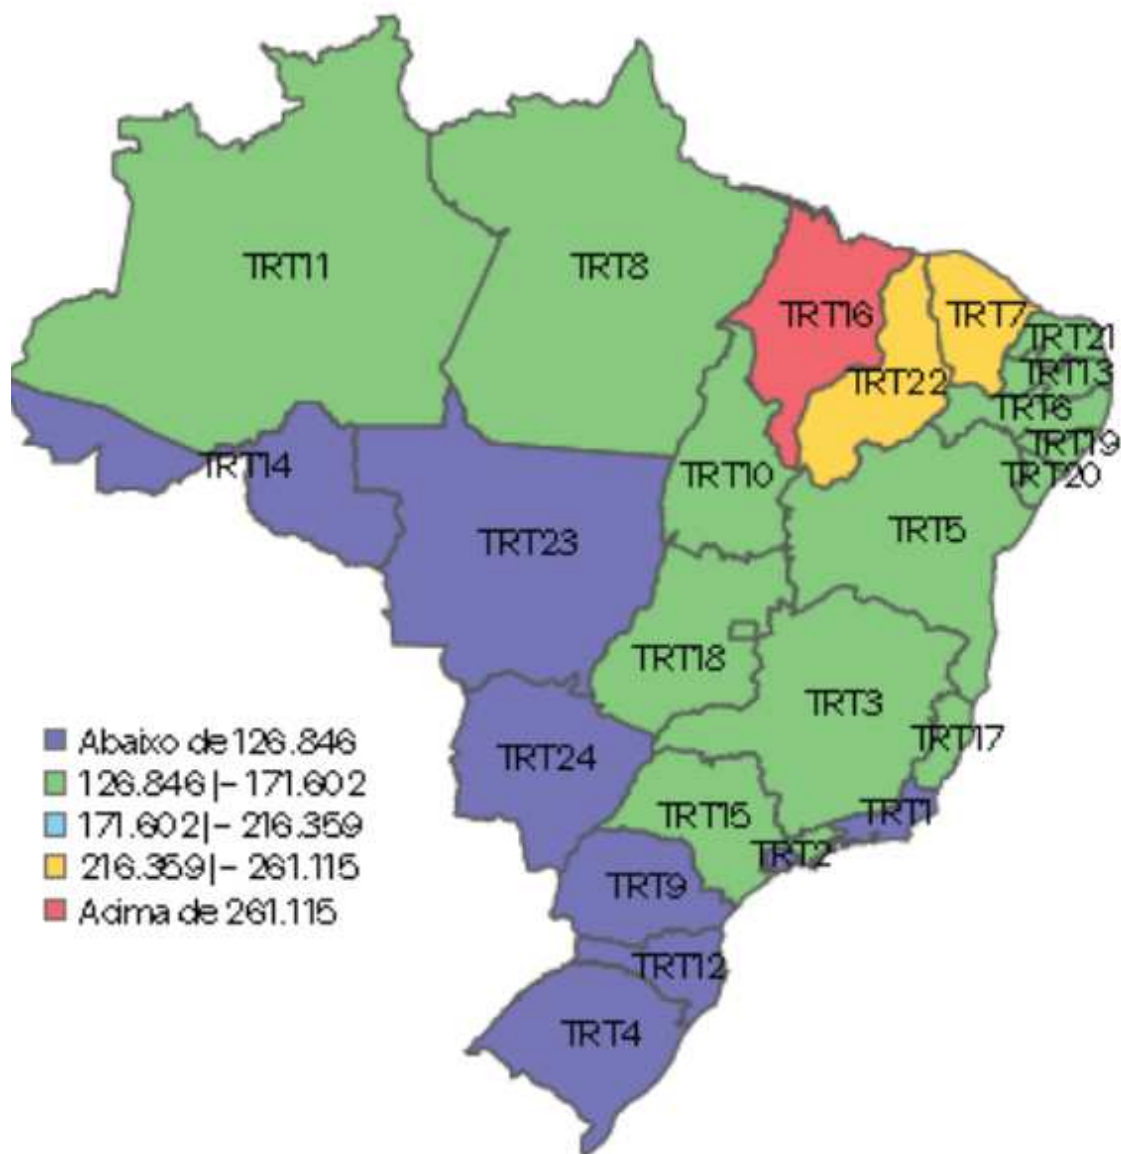 TRT11
TRT8
TRT16
TRT7
TRT21
TRT13
TRT22
TRT6
TRT19
TRT14
TRT10
TRT20
TRT5
TRT23
TRT18
TRT3
TRT17
TRT24
TRT15
TRT1
TRT2
TRT9
TRT12
TRT4
Abaixo de 126.846
126.846|- 171.602
171.602|- 216.359
216.359|- 261.115
Acima de 261.115